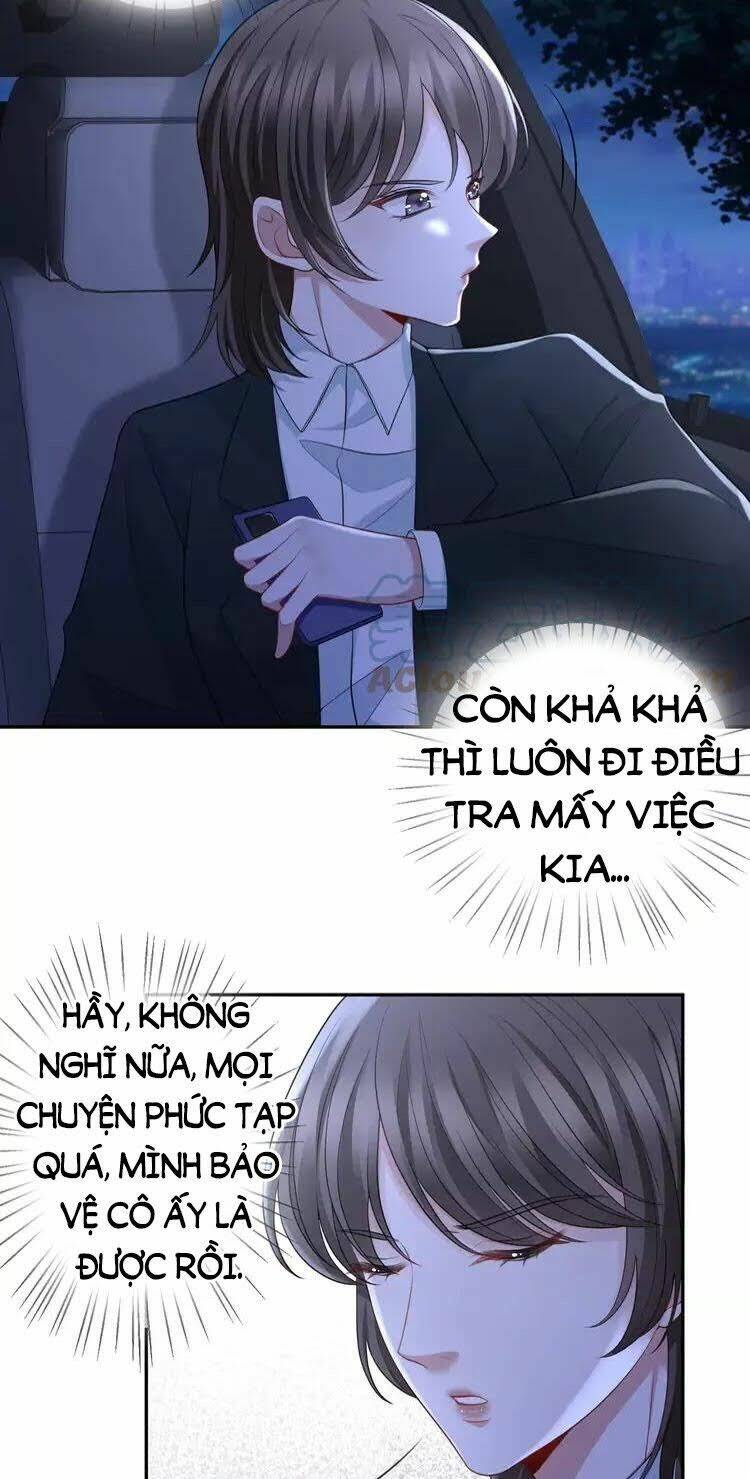 CÒN KHẢ KHẢ
THÌ LUÔN ĐI ĐIỀU
TRA MẤY VIỆC
KIA...
HẦY, KHÔNG
NGHĨ NỮA, MỌI
CHUYỆN PHỨC TẠP
QUÁ, MÌNH BẢO
VỆ CÔ ẤY LÀ
ĐƯỢC RỒI.